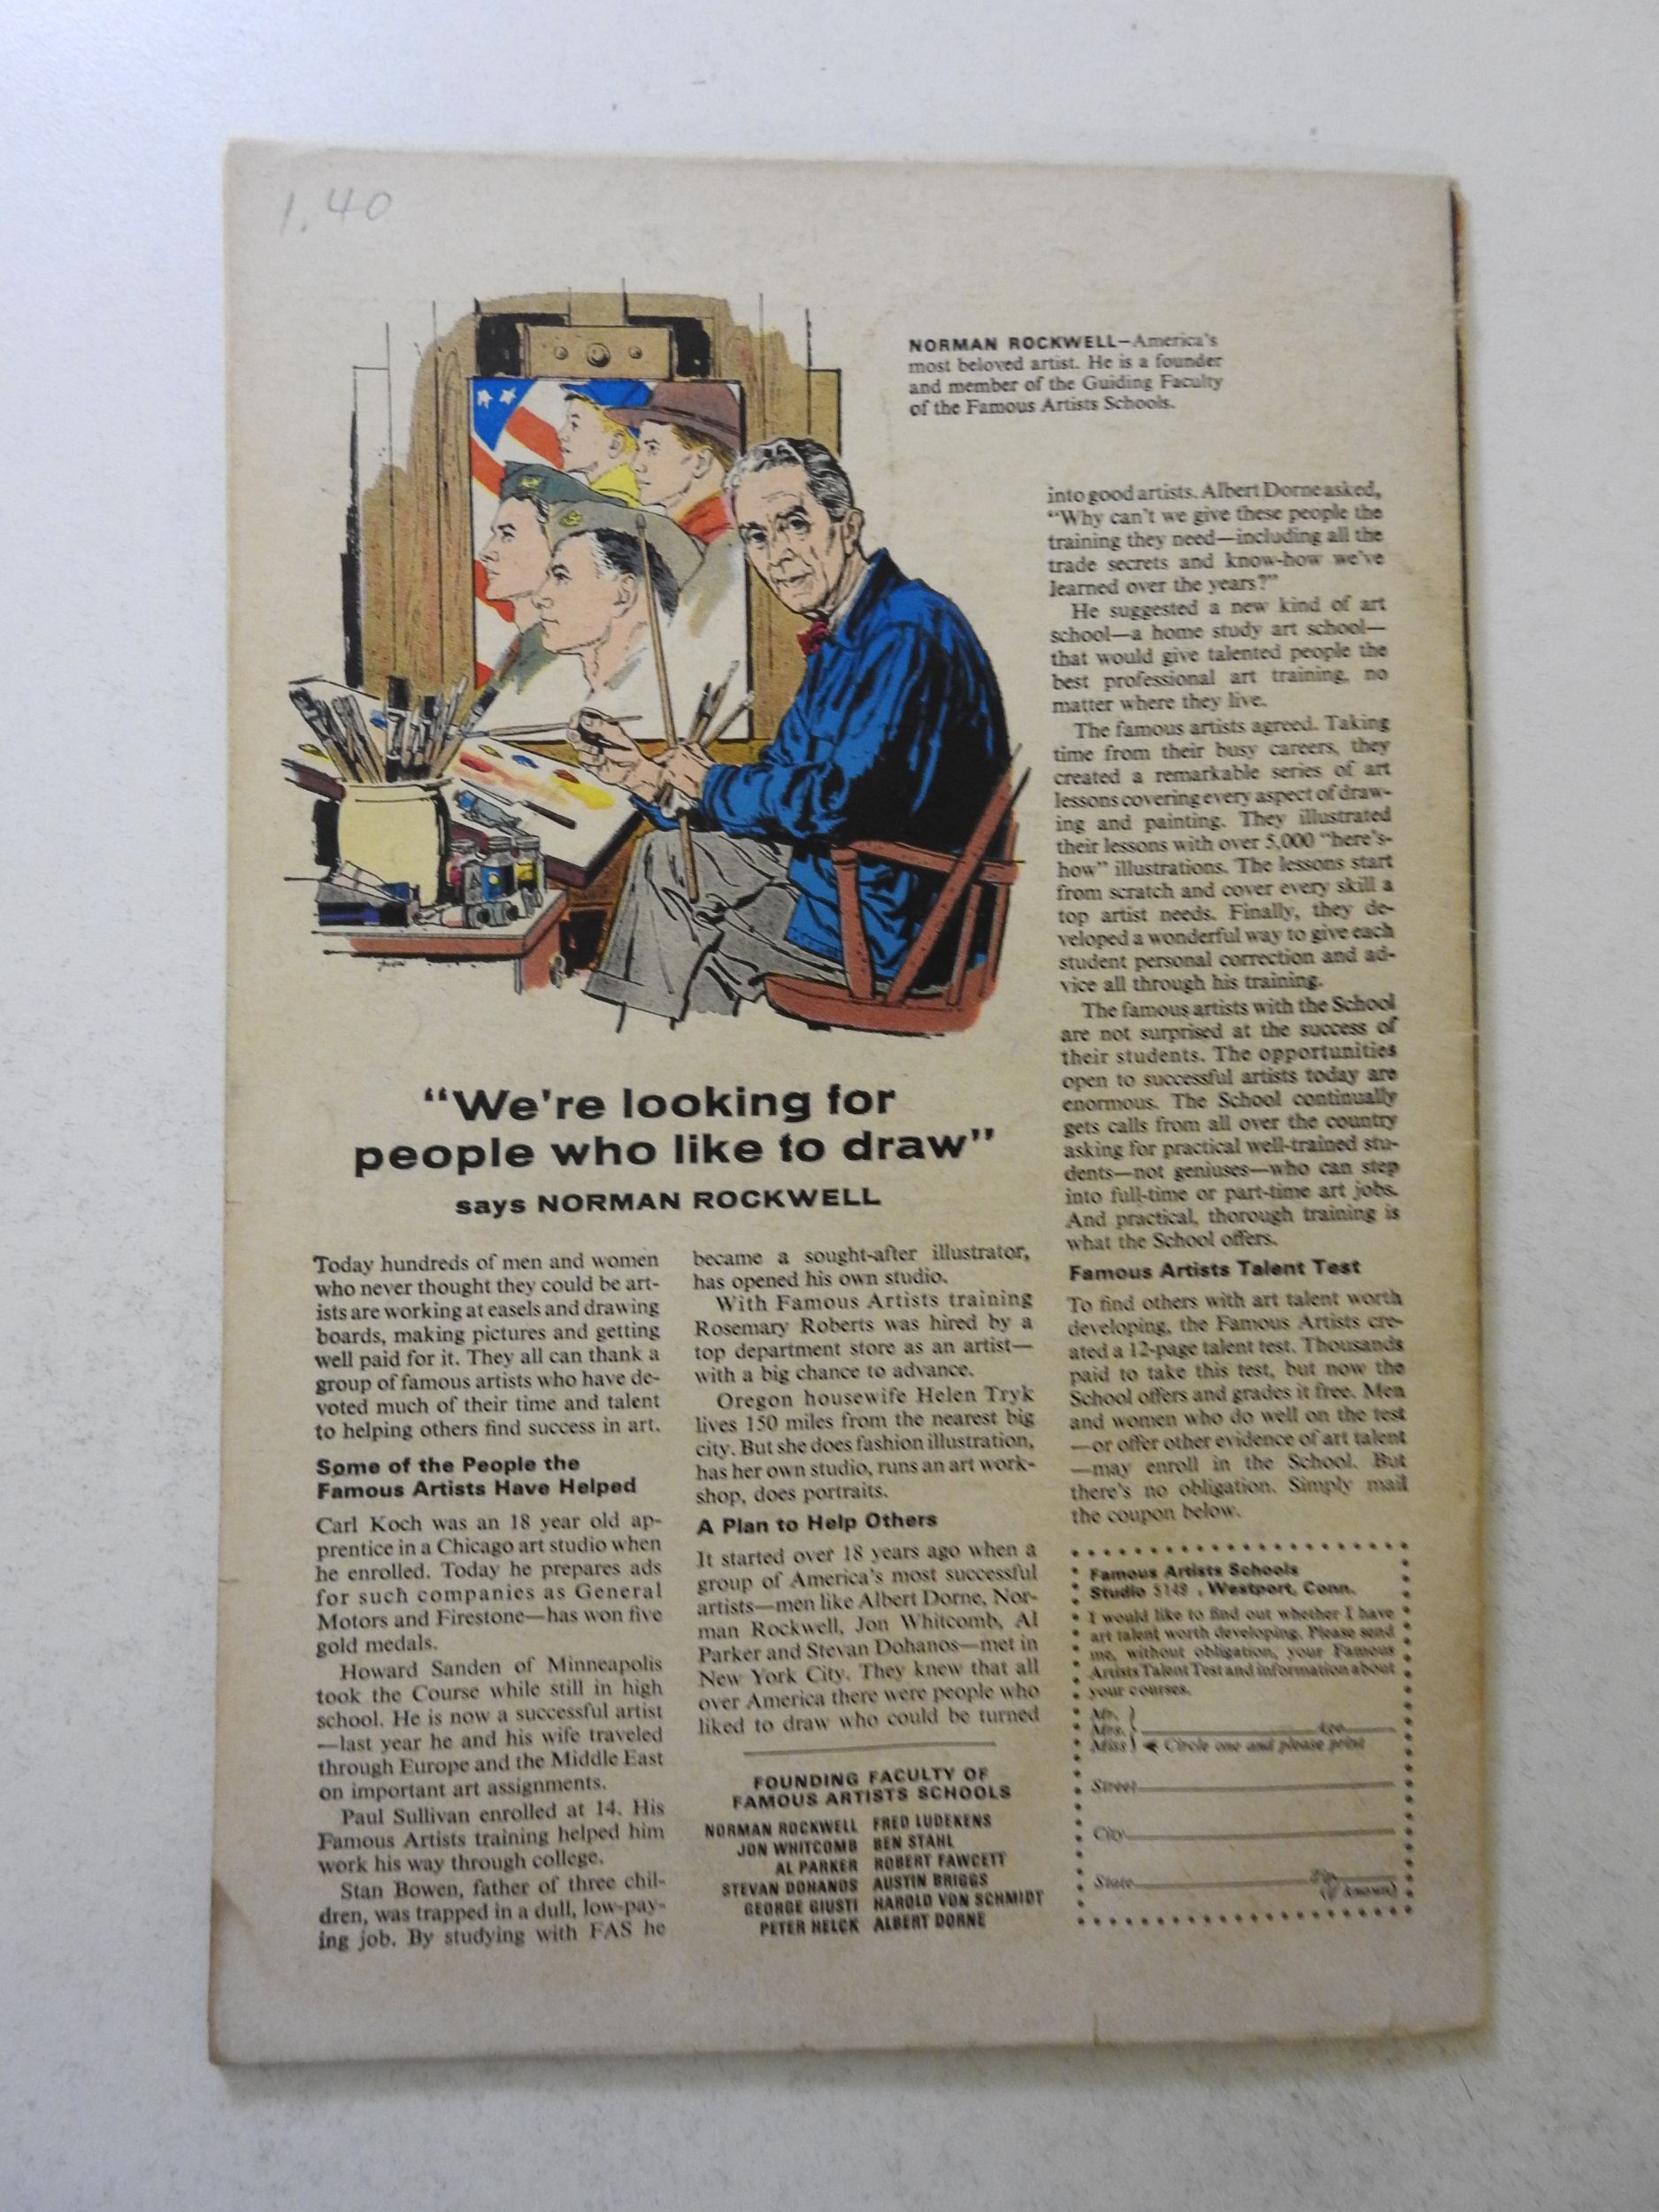 1.40
NORMAN ROCKWELL—America's
most beloved artist. He is a founder
and member of the Guiding Faculty
of the Famous Artists Schools.
"We're looking for
people who like to draw"
says NORMAN ROCKWELL
Today hundreds of men and women
who never thought they could be art-
ists are working at easels and drawing
boards, making pictures and getting
well paid for it. They all can thank a
group of famous artists who have de-
voted much of their time and talent
to helping others find success in art.
Some of the People the
Famous Artists Have Helped
Carl Koch was an 18 year old ap-
prentice in a Chicago art studio when
he enrolled. Today he prepares ads
for such companies as General
Motors and Firestone—has won five
gold medals.
Howard Sanden of Minneapolis
took the Course while still in high
school. He is now a successful artist
—last year he and his wife traveled
through Europe and the Middle East
on important art assignments.
Paul Sullivan enrolled at 14. His
Famous Artists training helped him
work his way through college.
Stan Bowen, father of three chil-
dren, was trapped in a dull, low-pay-
ing job. By studying with FAS he
became a sought-after illustrator,
has opened his own studio.
With Famous Artists training
Rosemary Roberts was hired by a
top department store as an artist—
with a big chance to advance.
Oregon housewife Helen Tryk
lives 150 miles from the nearest big
city. But she does fashion illustration,
has her own studio, runs an art work-
shop, does portraits.
A Plan to Help Others
It started over 18 years ago when a
group of America's most successful
artists—men like Albert Dorne, Nor-
man Rockwell, Jon Whitcomb, Al
Parker and Stevan Dohanos—met in
New York City. They knew that all
over America there were people who
liked to draw who could be turned
into good artists. Albert Dorne asked,
"Why can't we give these people the
training they need—including all the
trade secrets and know-how we've
learned over the years?"
He suggested a new kind of art
school—a home study art school—
that would give talented people the
best professional art training, no
matter where they live.
The famous artists agreed. Taking
time from their busy careers, they
created a remarkable series of art
lessons covering every aspect of draw-
ing and painting. They illustrated
their lessons with over 5,000 "here's-
how" illustrations. The lessons start
from scratch and cover every skill a
top artist needs. Finally, they de-
veloped a wonderful way to give each
student personal correction and ad-
vice all through his training.
The famous artists with the School
are not surprised at the success of
their students. The opportunities
open to successful artists today are
enormous. The School continually
gets calls from all over the country
asking for practical well-trained stu-
dents—not geniuses—who can step
into full-time or part-time art jobs.
And practical, thorough training is
what the School offers.
Famous Artists Talent Test
To find others with art talent worth
developing, the Famous Artists cre-
ated a 12-page talent test. Thousands
paid to take this test, but now the
School offers and grades it free. Men
and women who do well on the test
—or offer other evidence of art talent
—may enroll in the School. But
there's no obligation. Simply mail
the coupon below.
FOUNDING FACULTY OF
FAMOUS ARTISTS SCHOOLS
NORMAN ROCKWELL FRED LUDEKENS
JON WHITCOMB BEN STAHL
AL PARKER ROBERT FAWCETT
STEVAN DOHANOS AUSTIN BRIGGS
GEORGE GIUSTI HAROLD VON SCHMIDT
PETER HELCK ALBERT DORNE
Famous Artists Schools
Studio 5149 , Westport, Conn.
I would like to find out whether I have
art talent worth developing. Please send
me, without obligation, your Famous
Artists Talent Test and information about
your courses.
Mr.
Mrs. Age
Miss Circle one and please print
Street
City
State Zip
(if known)